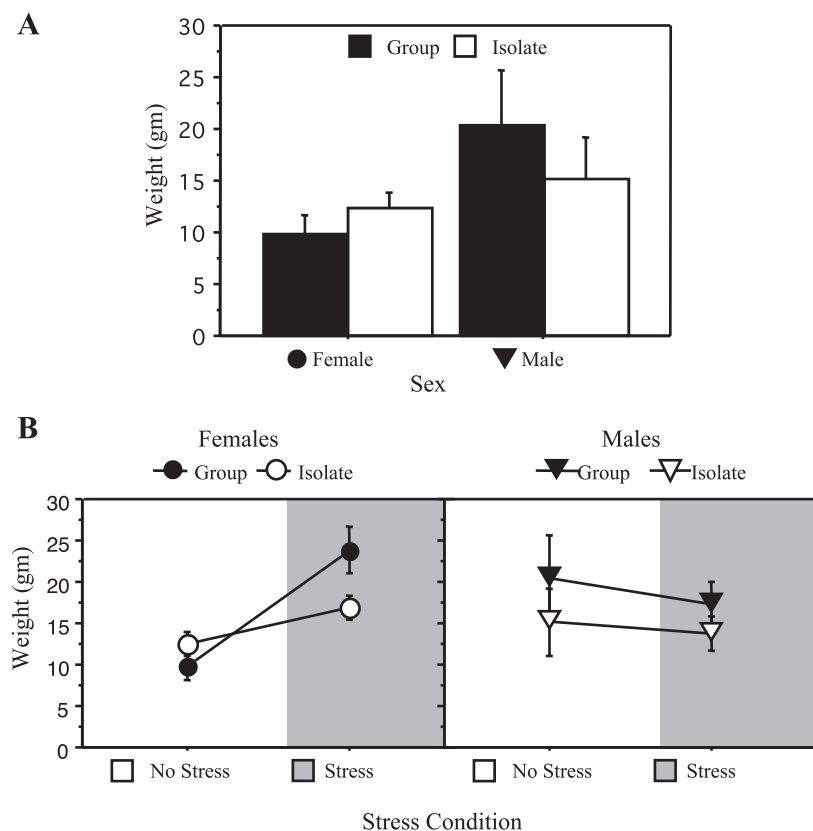 A
30
Group Isolate
25
20
15
10
5
0
Weight (gm)
Female Male
Sex
B
Females Males
Group Isolate Group Isolate
30
25
20
15
10
5
0
Weight (gm)
No Stress Stress No Stress Stress
Stress Condition